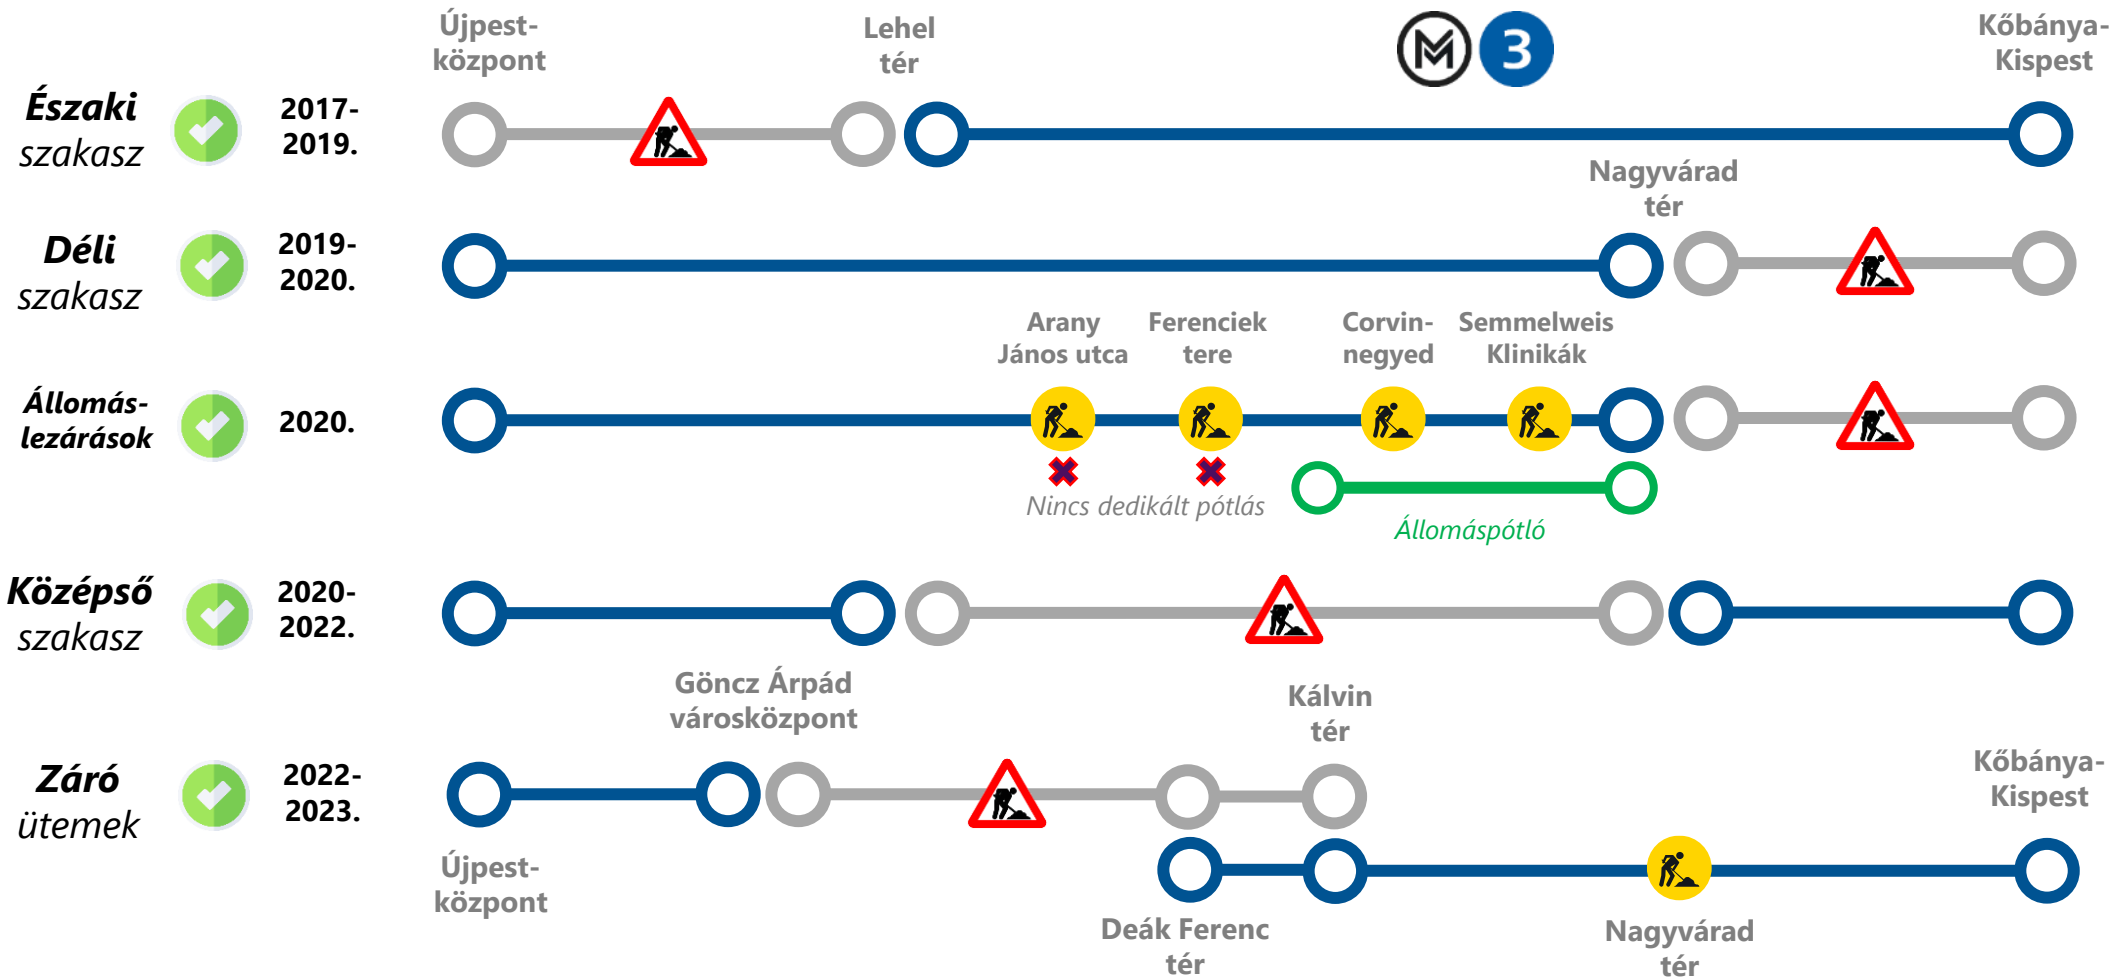 Újpest-
központ
Lehel
tér
M 3
Kőbánya-
Kispest
Északi
szakasz
2017-
2019.
Nagyvárad
tér
Déli
szakasz
2019-
2020.
Arany
János utca
Ferenciek
tere
Corvin-
negyed
Semmelweis
Klinikák
Állomás-
lezárások
2020.
Nincs dedikált pótlás
Állomáspótló
Középső
szakasz
2020-
2022.
Göncz Árpád
városközpont
Kálvin
tér
Záró
ütemek
2022-
2023.
Kőbánya-
Kispest
Újpest-
központ
Deák Ferenc
tér
Nagyvárad
tér